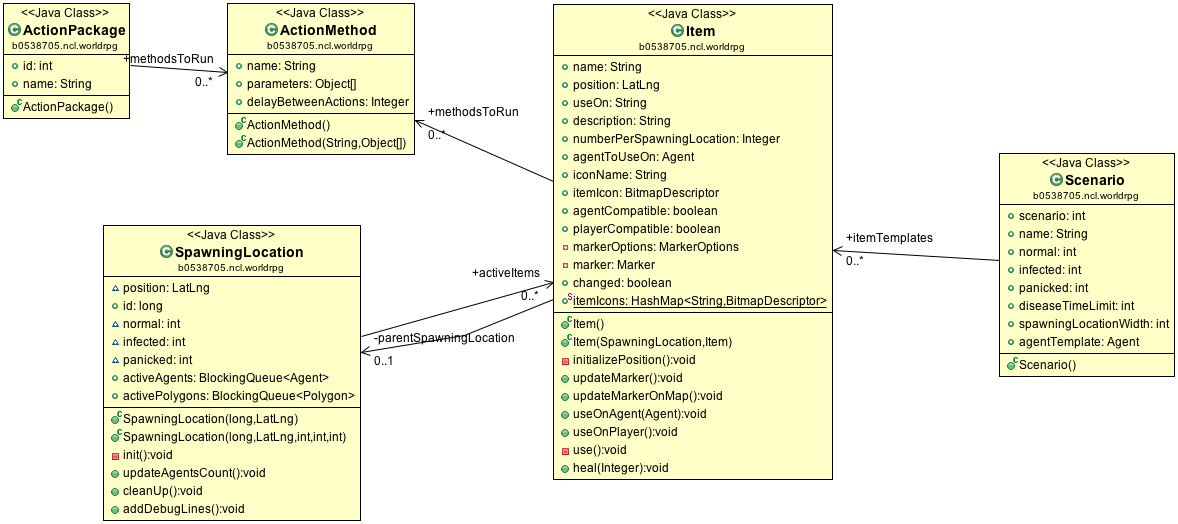 <<Java Class>>
ActionPackage
b0538705.ncl.worldrpg
id: int
name: String
ActionPackage()
+methodsToRun
0..*
<<Java Class>>
ActionMethod
b0538705.ncl.worldrpg
name: String
parameters: Object[]
delayBetweenActions: Integer
ActionMethod()
ActionMethod(String,Object[])
+methodsToRun
0..*
<<Java Class>>
Item
b0538705.ncl.worldrpg
name: String
position: LatLng
useOn: String
description: String
numberPerSpawningLocation: Integer
agentToUseOn: Agent
iconName: String
itemIcon: BitmapDescriptor
agentCompatible: boolean
playerCompatible: boolean
markerOptions: MarkerOptions
marker: Marker
changed: boolean
itemIcons: HashMap<String,BitmapDescriptor>
Item()
Item(SpawningLocation,Item)
initializePosition():void
updateMarker():void
updateMarkerOnMap():void
useOnAgent(Agent):void
useOnPlayer():void
use():void
heal(Integer):void
+itemTemplates
0..*
<<Java Class>>
Scenario
b0538705.ncl.worldrpg
scenario: int
name: String
normal: int
infected: int
panicked: int
diseaseTimeLimit: int
spawningLocationWidth: int
agentTemplate: Agent
Scenario()
<<Java Class>>
SpawningLocation
b0538705.ncl.worldrpg
position: LatLng
id: long
normal: int
infected: int
panicked: int
activeAgents: BlockingQueue<Agent>
activePolygons: BlockingQueue<Polygon>
SpawningLocation(long,LatLng)
SpawningLocation(long,LatLng,int,int,int)
init():void
updateAgentsCount():void
cleanUp():void
addDebugLines():void
+activeItems
0..*
-parentSpawningLocation
0..1